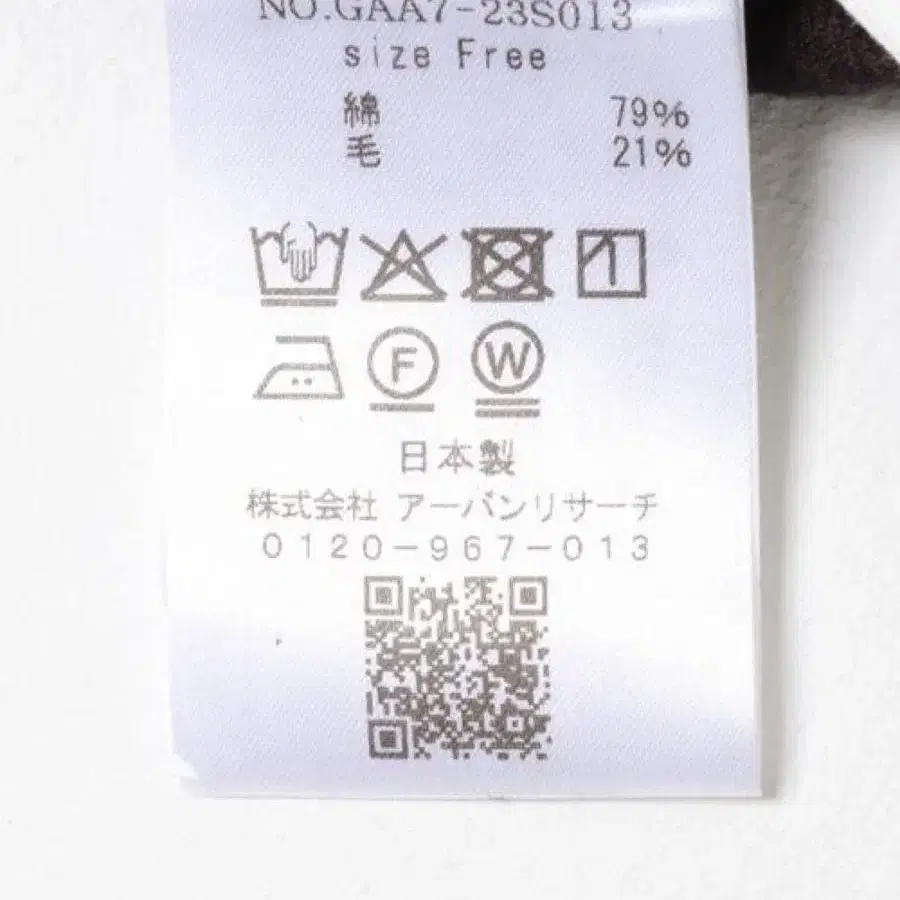 NO.GAA7-23S013
size Free
綿 79%
毛 21%
F W
日本製
株式会社 アーバンリサーチ
0120-967-013